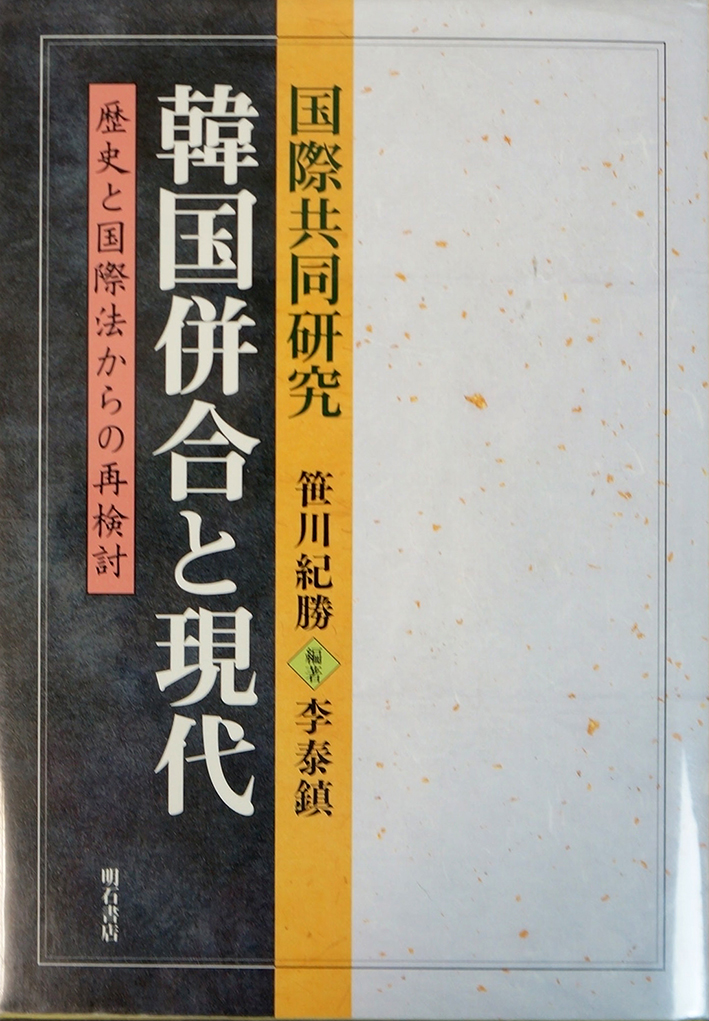 国際共同研究
笹川紀勝
編著
李泰鎮
韓国併合と現代
歴史と国際法からの再検討
明石書店